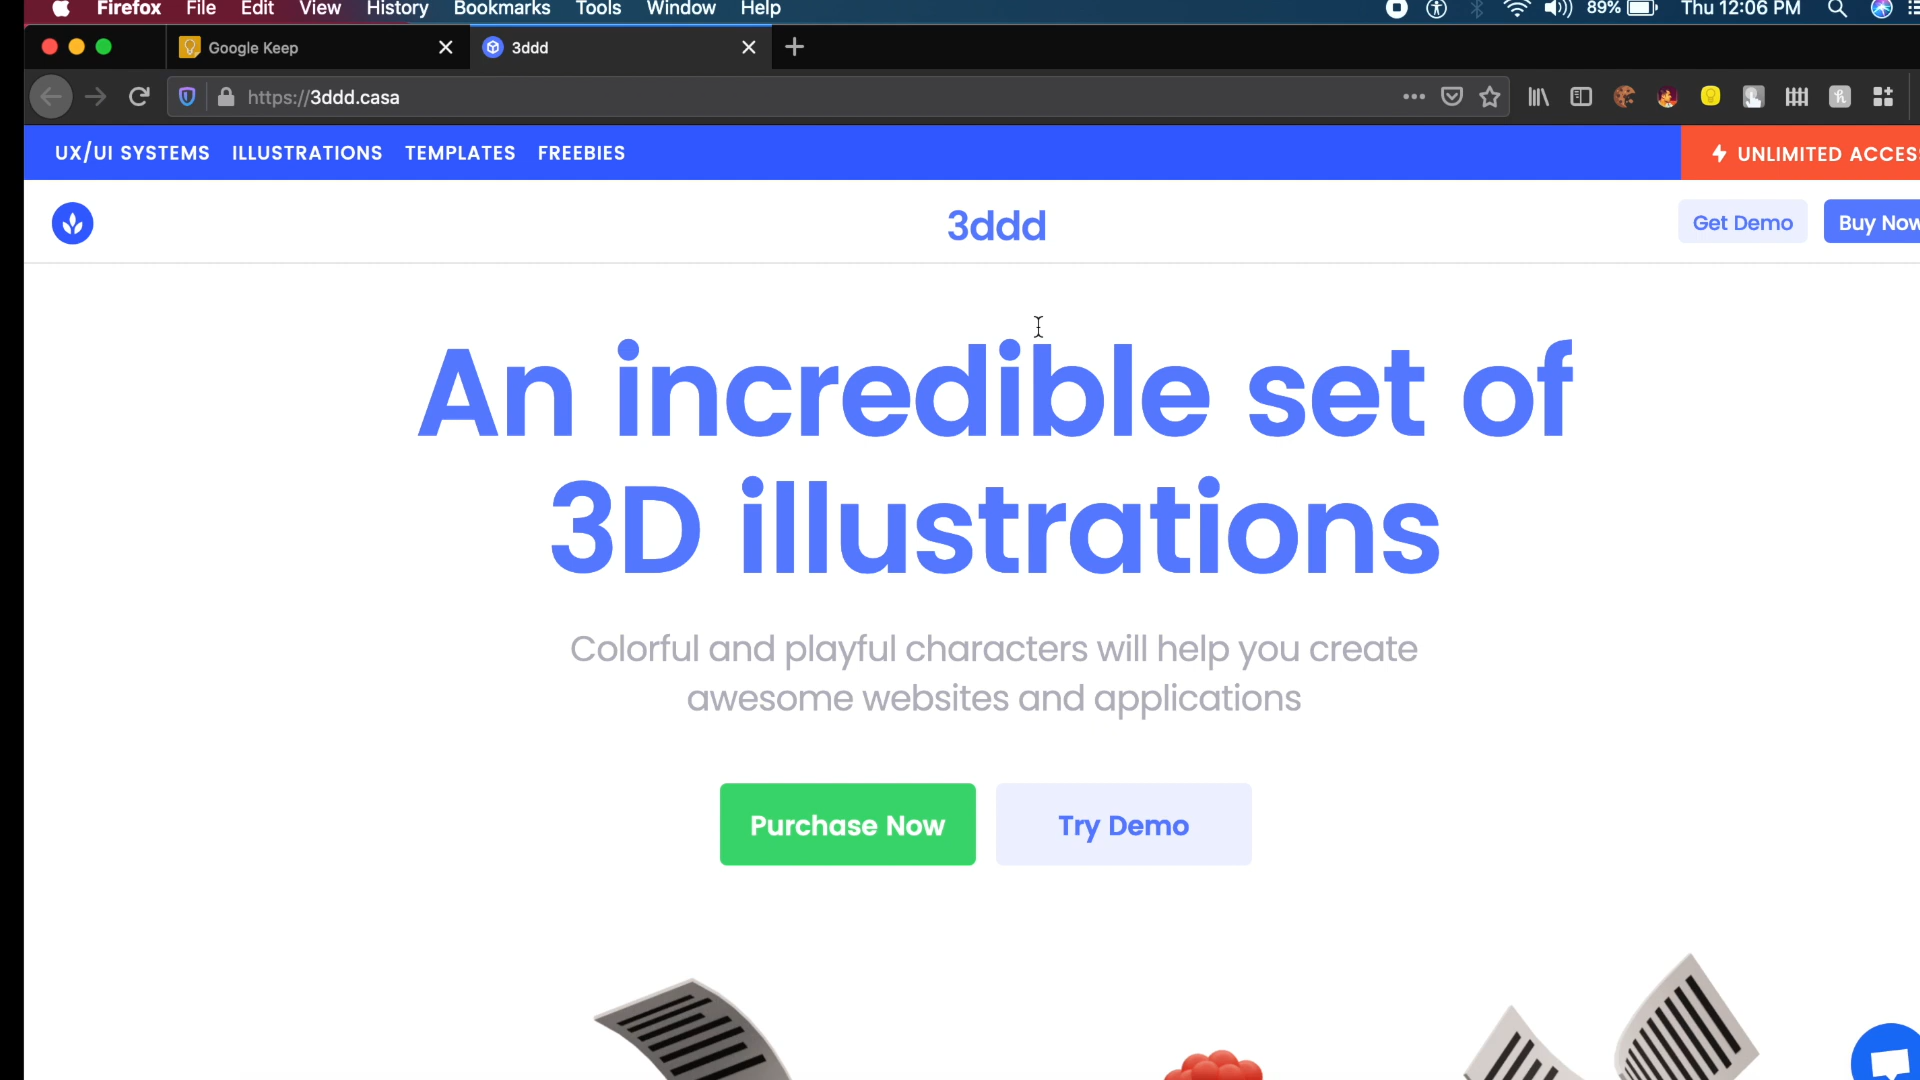 Firefox File Edit View History Bookmarks Tools Window Help 89% Thu 12:06 PM
Google Keep 3ddd
https://3ddd.casa
UX/UI SYSTEMS ILLUSTRATIONS TEMPLATES FREEBIES UNLIMITED ACCES
3ddd Get Demo Buy Now
An incredible set of
3D illustrations
Colorful and playful characters will help you create
awesome websites and applications
Purchase Now Try Demo